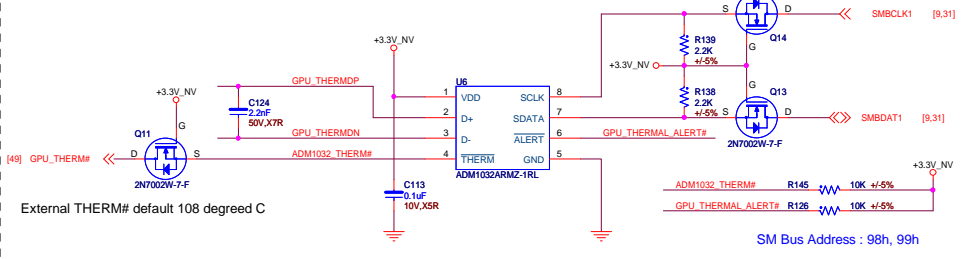 S D SMBCLK1 [9,31]
+3.3V_NV
R139
2.2K
+/-5%
G
Q14
+3.3V_NV
GPU_THERMDP
U6
+3.3V_NV
C124
2.2nF
50V,X7R
1 VDD SCLK 8
2 D+ SDATA 7
3 D- ALERT 6
4 THERM GND 5
ADM1032ARMZ-1RL
R138
2.2K
+/-5%
G
Q13
S D SMBDAT1 [9,31]
2N7002W-7-F
GPU_THERMDN
GPU_THERMAL_ALERT#
Q11
G
[49] GPU_THERM# D S ADM1032_THERM#
2N7002W-7-F
C113
0.1uF
10V,X5R
External THERM# default 108 degreed C
+3.3V_NV
ADM1032_THERM# R145 10K +/-5%
GPU_THERMAL_ALERT# R126 10K +/-5%
SM Bus Address : 98h, 99h